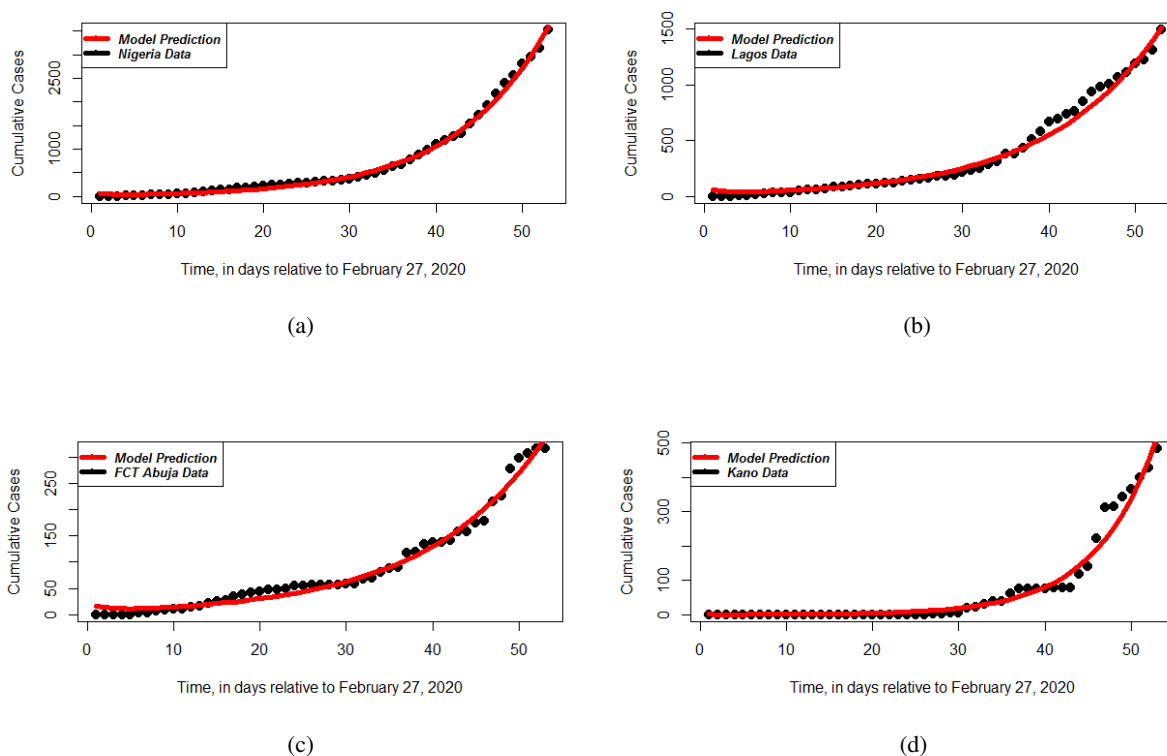 Model Prediction
Nigeria Data
Cumulative Cases
0
1000
2500
0
10
20
30
40
50
Time, in days relative to February 27, 2020
(a)
Model Prediction
Lagos Data
Cumulative Cases
0
500
1000
1500
0
10
20
30
40
50
Time, in days relative to February 27, 2020
(b)
Model Prediction
FCT Abuja Data
Cumulative Cases
0
50
150
250
0
10
20
30
40
50
Time, in days relative to February 27, 2020
(c)
Model Prediction
Kano Data
Cumulative Cases
0
100
300
500
0
10
20
30
40
50
Time, in days relative to February 27, 2020
(d)